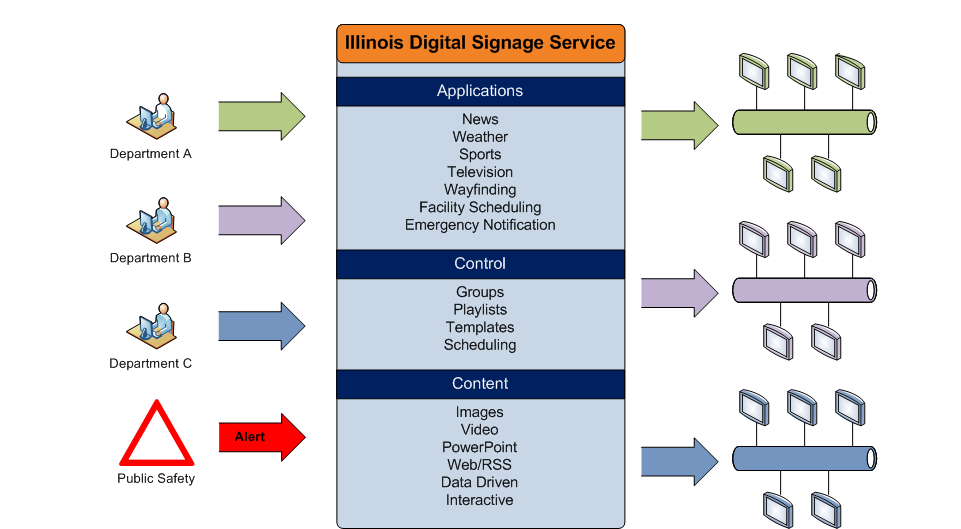 Illinois Digital Signage Service
Applications
News
Weather
Sports
Television
Wayfinding
Facility Scheduling
Emergency Notification
Control
Groups
Playlists
Templates
Scheduling
Content
Images
Video
PowerPoint
Web/RSS
Data Driven
Interactive
Department A
Department B
Department C
Alert
Public Safety